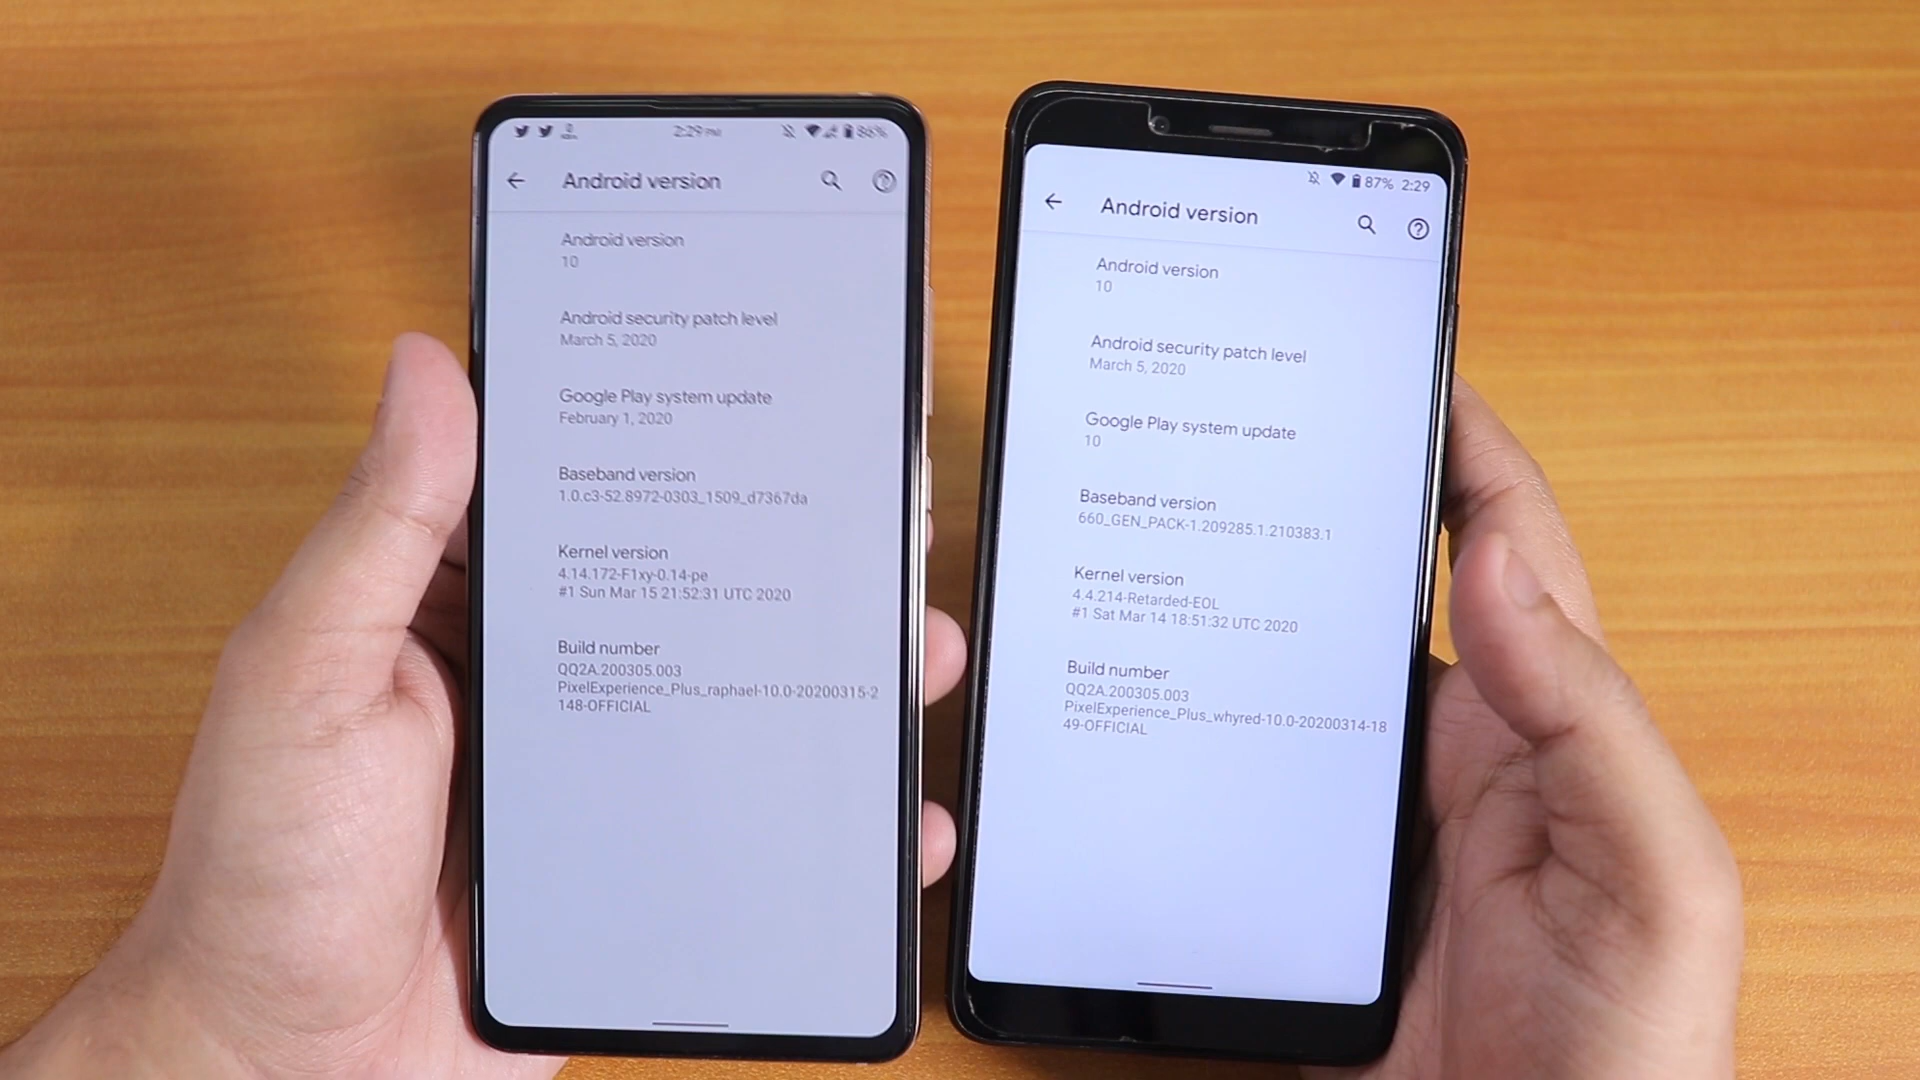 2:29 PM 86%
Android version
Android version
10
Android security patch level
March 5, 2020
Google Play system update
February 1, 2020
Baseband version
1.0.c3-52.8972-0303_1509_d7367da
Kernel version
4.14.172-F1xy-0.14-pe
#1 Sun Mar 15 21:52:31 UTC 2020
Build number
QQ2A.200305.003
PixelExperience_Plus_raphael-10.0-20200315-2
148-OFFICIAL
87% 2:29
Android version
Android version
10
Android security patch level
March 5, 2020
Google Play system update
10
Baseband version
660_GEN_PACK-1.209285.1.210383.1
Kernel version
4.4.214-Retarded-EOL
#1 Sat Mar 14 18:51:32 UTC 2020
Build number
QQ2A.200305.003
PixelExperience_Plus_whyred-10.0-20200314-18
49-OFFICIAL